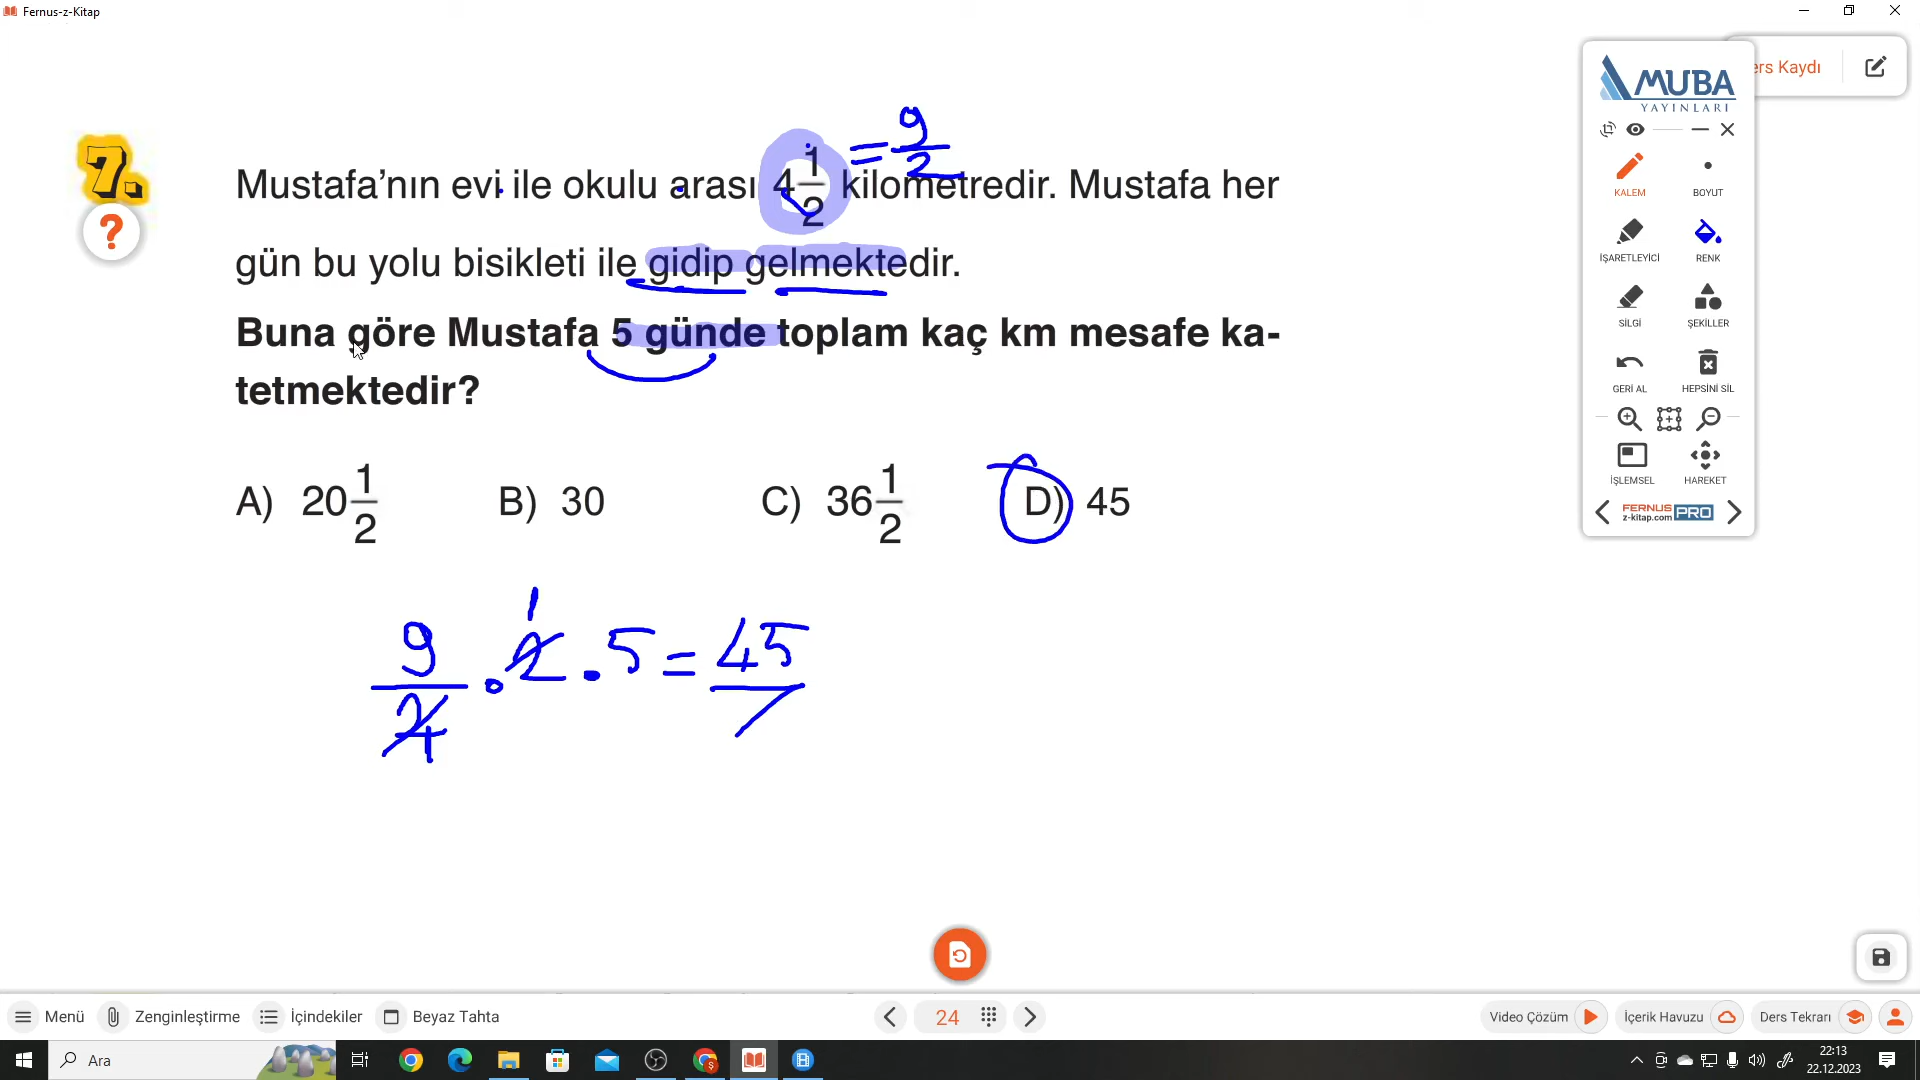 Fernus-z-Kitap
Ders Kaydı
MUBA
YAYINLARI
KALEM
BOYUT
İŞARETLEYİCİ
RENK
SİLGİ
ŞEKİLLER
GERİ AL
HEPSİNİ SİL
İŞLEMSEL
HAREKET
FERNUS
z-kitap.com PRO
7.
?
= 9/2
Mustafa’nın evi ile okulu arası 4 1/2 kilometredir. Mustafa her
gün bu yolu bisikleti ile gidip gelmektedir.
Buna göre Mustafa 5 günde toplam kaç km mesafe ka-
tetmektedir?
A) 20 1/2 B) 30 C) 36 1/2 D) 45
1
9/2 . 2 . 5 = 45
1
Menü Zenginleştirme İçindekiler Beyaz Tahta 24 Video Çözüm İçerik Havuzu Ders Tekrarı
Ara
22:13
22.12.2023